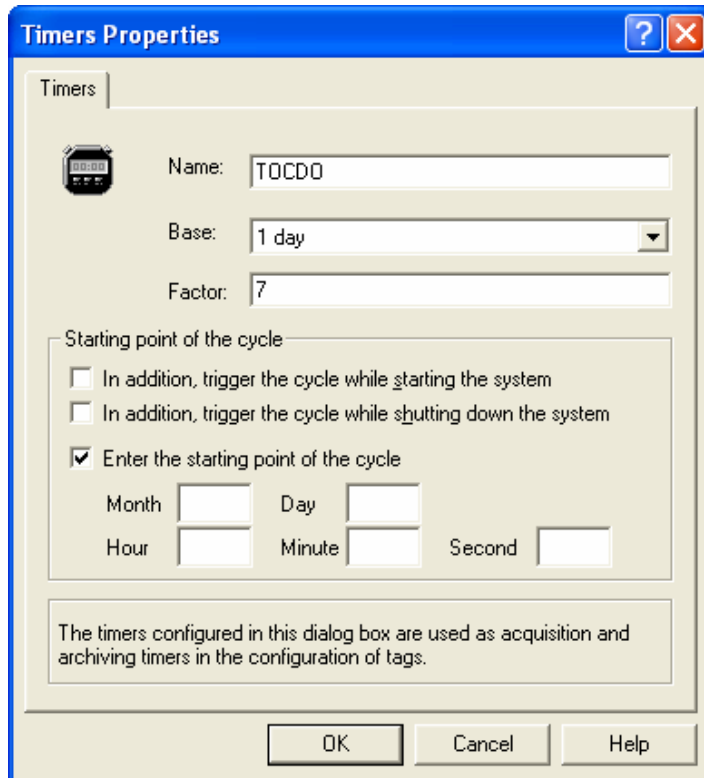 Timers Properties
Timers
00:00
Name: TOCDO
Base: 1 day
Factor: 7
Starting point of the cycle
In addition, trigger the cycle while starting the system
In addition, trigger the cycle while shutting down the system
Enter the starting point of the cycle
Month Day
Hour Minute Second
The timers configured in this dialog box are used as acquisition and
archiving timers in the configuration of tags.
OK Cancel Help